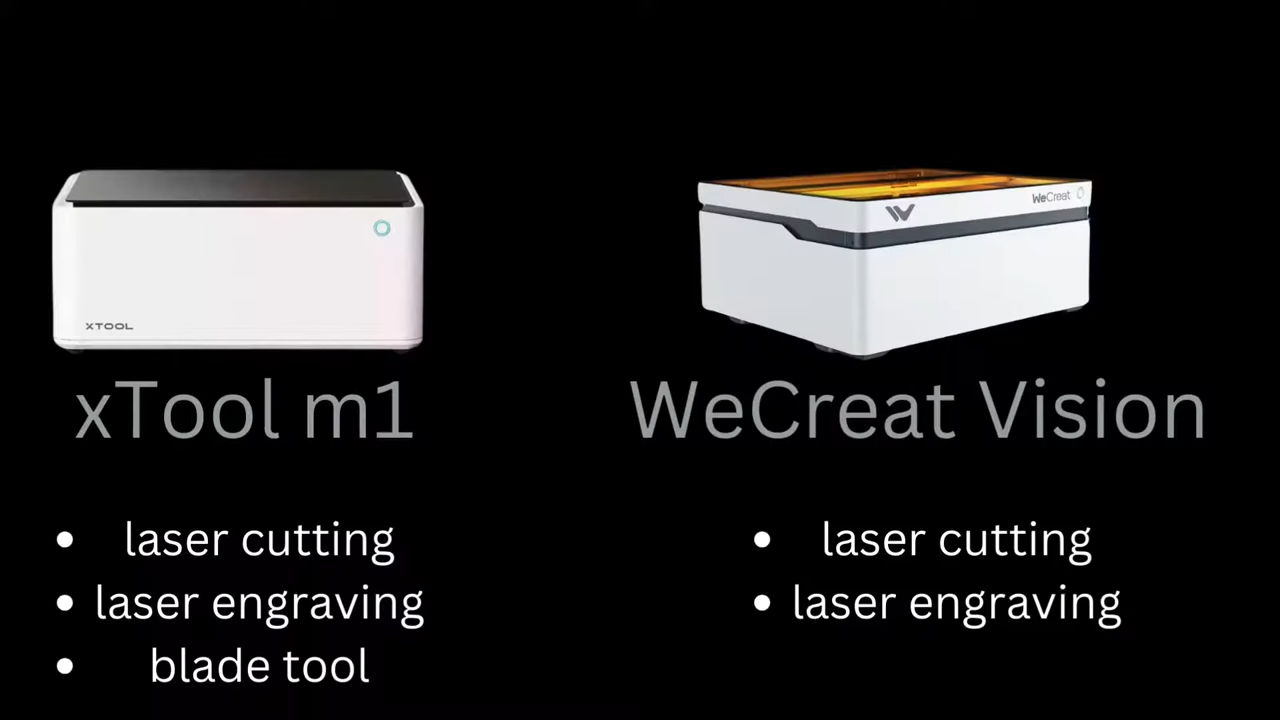 XTOOL
WeCreat
xTool m1
WeCreat Vision
• laser cutting
• laser engraving
• blade tool
• laser cutting
• laser engraving